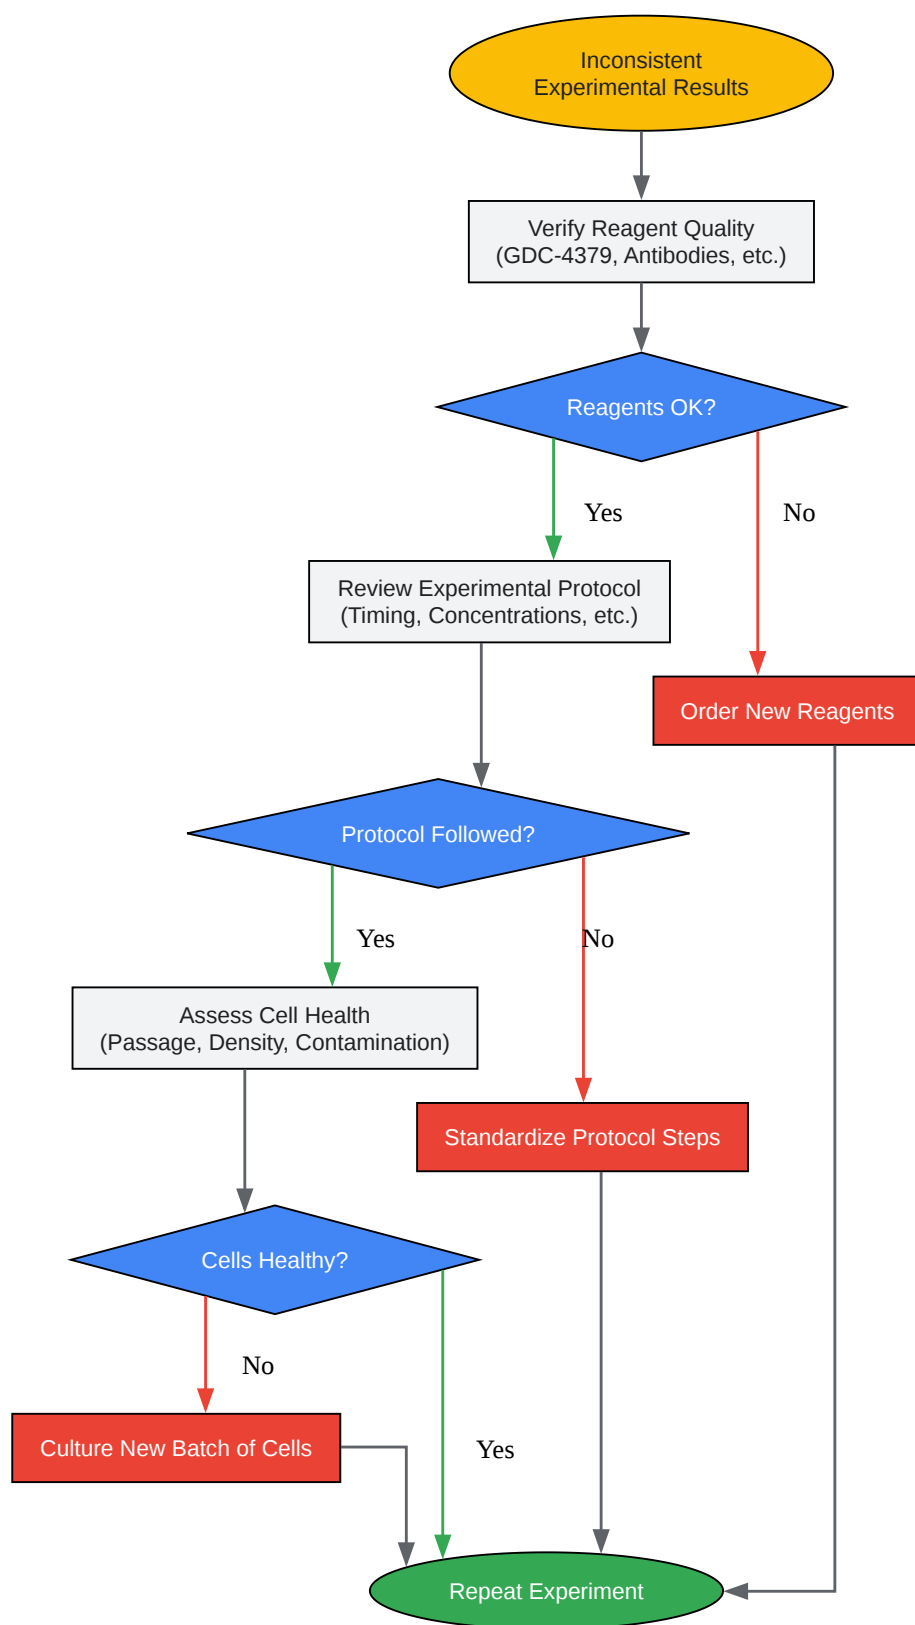 Inconsistent
Experimental Results
Verify Reagent Quality
(GDC-4379, Antibodies, etc.)
Reagents OK?
Yes
No
Review Experimental Protocol
(Timing, Concentrations, etc.)
Order New Reagents
Protocol Followed?
Yes
No
Assess Cell Health
(Passage, Density, Contamination)
Standardize Protocol Steps
Cells Healthy?
No
Culture New Batch of Cells
Yes
Repeat Experiment